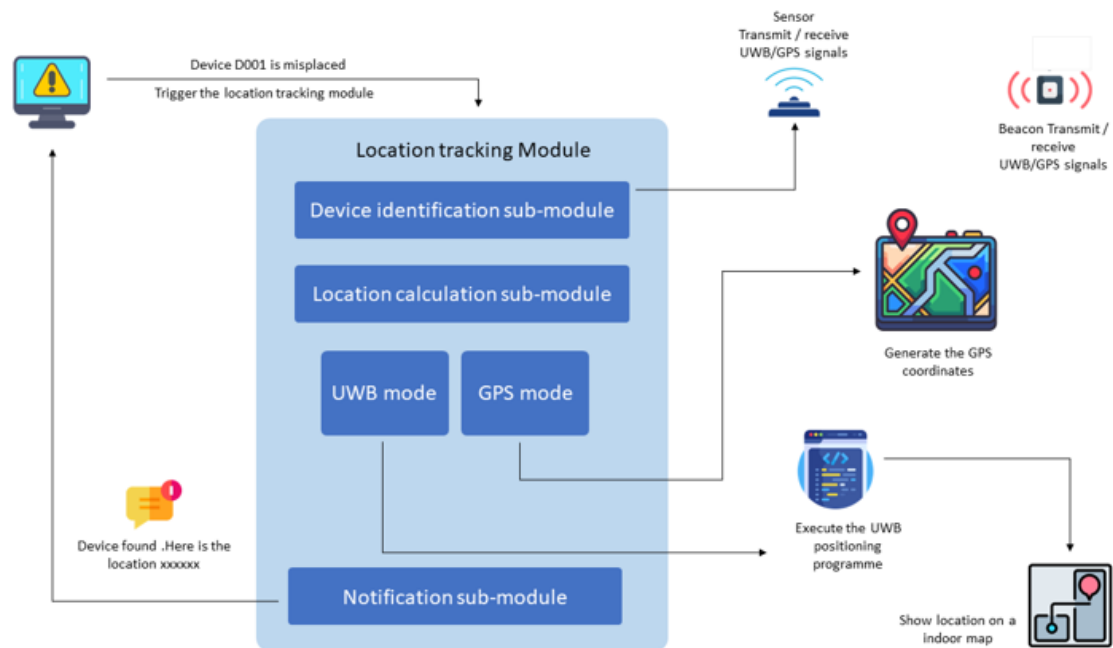 Sensor
Transmit / receive
UWB/GPS signals
Device D001 is misplaced
Trigger the location tracking module
Beacon Transmit /
receive
UWB/GPS signals
Location tracking Module
Device identification sub-module
Location calculation sub-module
UWB mode
GPS mode
Generate the GPS
coordinates
Execute the UWB
positioning
programme
Device found .Here is the
location xxxxxx
Notification sub-module
Show location on a
indoor map